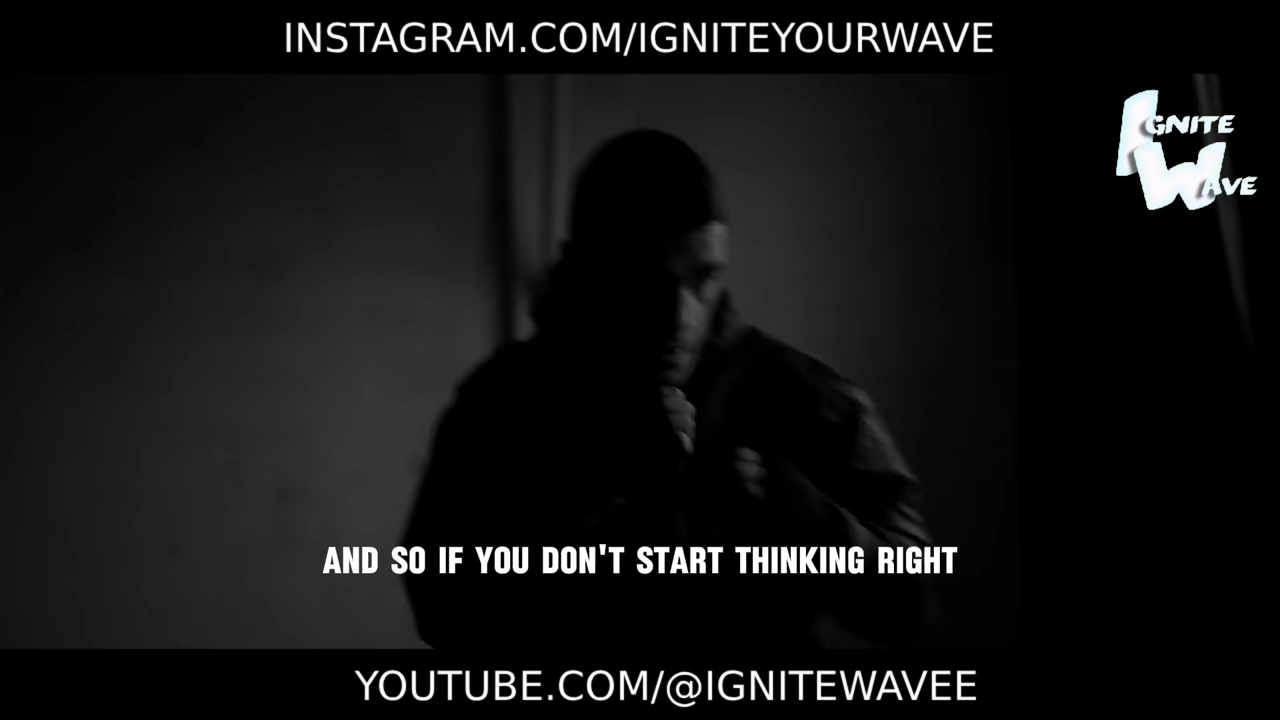 INSTAGRAM.COM/IGNITEYOURWAVE
IGNITE
WAVE
AND SO IF YOU DON'T START THINKING RIGHT
YOUTUBE.COM/@IGNITEWAVEE